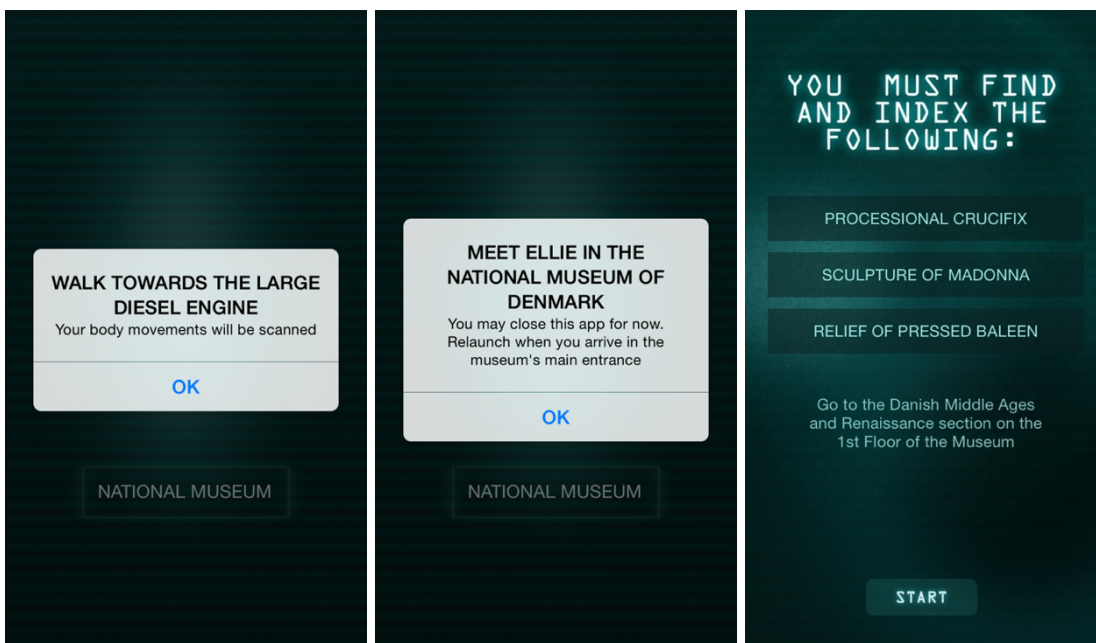 WALK TOWARDS THE LARGE
DIESEL ENGINE
Your body movements will be scanned
OK
NATIONAL MUSEUM
MEET ELLIE IN THE
NATIONAL MUSEUM OF
DENMARK
You may close this app for now.
Relaunch when you arrive in the
museum's main entrance
OK
NATIONAL MUSEUM
YOU MUST FIND
AND INDEX THE
FOLLOWING:
PROCESSIONAL CRUCIFIX
SCULPTURE OF MADONNA
RELIEF OF PRESSED BALEEN
Go to the Danish Middle Ages
and Renaissance section on the
1st Floor of the Museum
START